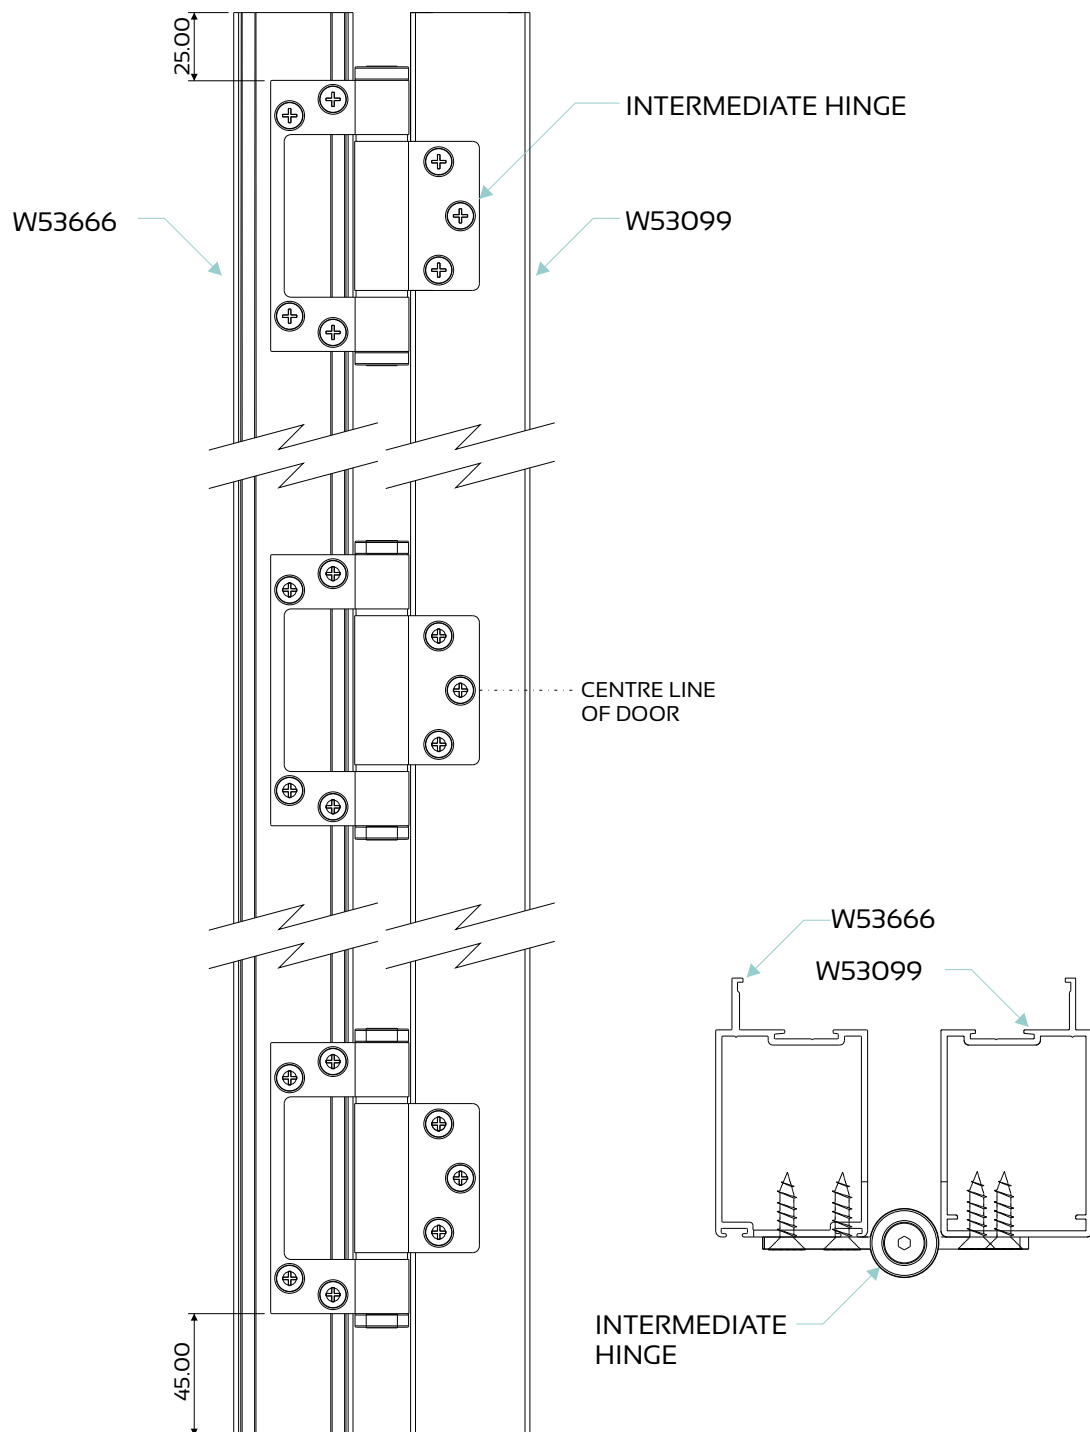 25.00
INTERMEDIATE HINGE
W53666
W53099
CENTRE LINE
OF DOOR
W53666
W53099
INTERMEDIATE
HINGE
45.00